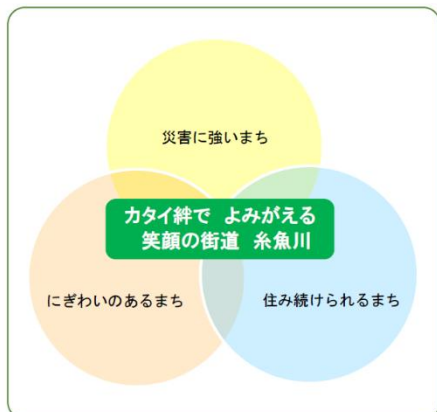 災害に強いまち
カタイ絆で よみがえる
笑顔の街道 糸魚川
にぎわいのあるまち
住み続けられるまち